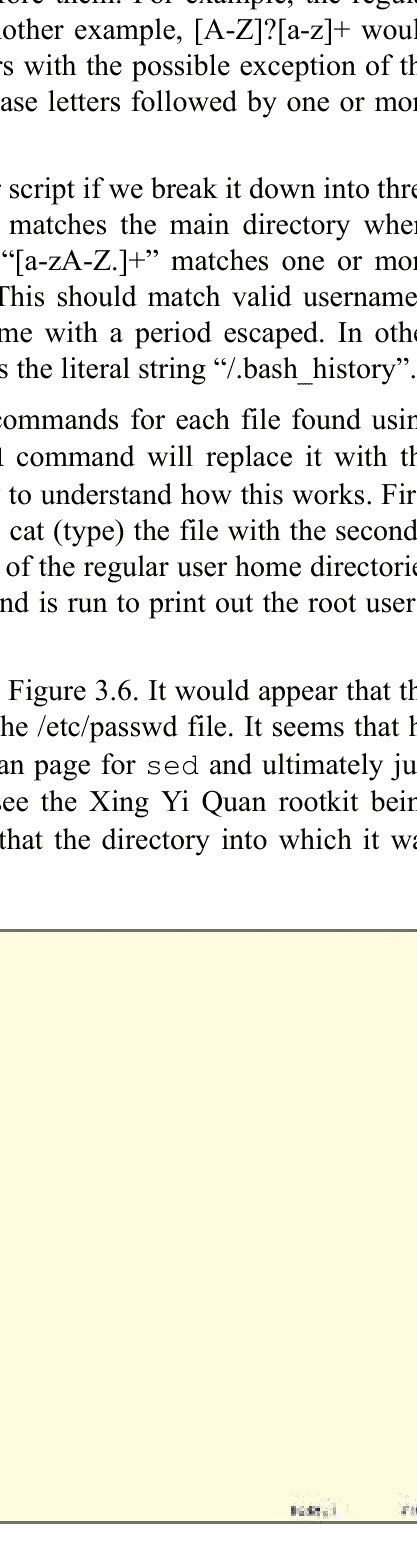 other example, [A-Z]?[a-z]+ woul
s with the possible exception of th
ase letters followed by one or mor
script if we break it down into thre
matches the main directory wher
“[a-zA-Z.]+” matches one or mor
This should match valid username
me with a period escaped. In othe
s the literal string “/.bash_history”.
commands for each file found usin
l command will replace it with th
to understand how this works. Fir
cat (type) the file with the second
of the regular user home directorie
nd is run to print out the root user
Figure 3.6. It would appear that th
he /etc/passwd file. It seems that h
an page for sed and ultimately ju
see the Xing Yi Quan rootkit bein
that the directory into which it wa